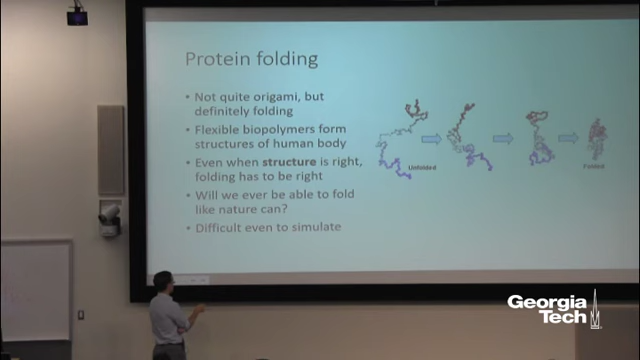 Protein folding
• Not quite origami, but
definitely folding
• Flexible biopolymers form
structures of human body
• Even when structure is right,
folding has to be right
• Will we ever be able to fold
like nature can?
• Difficult even to simulate
Unfolded
Folded
Georgia
Tech